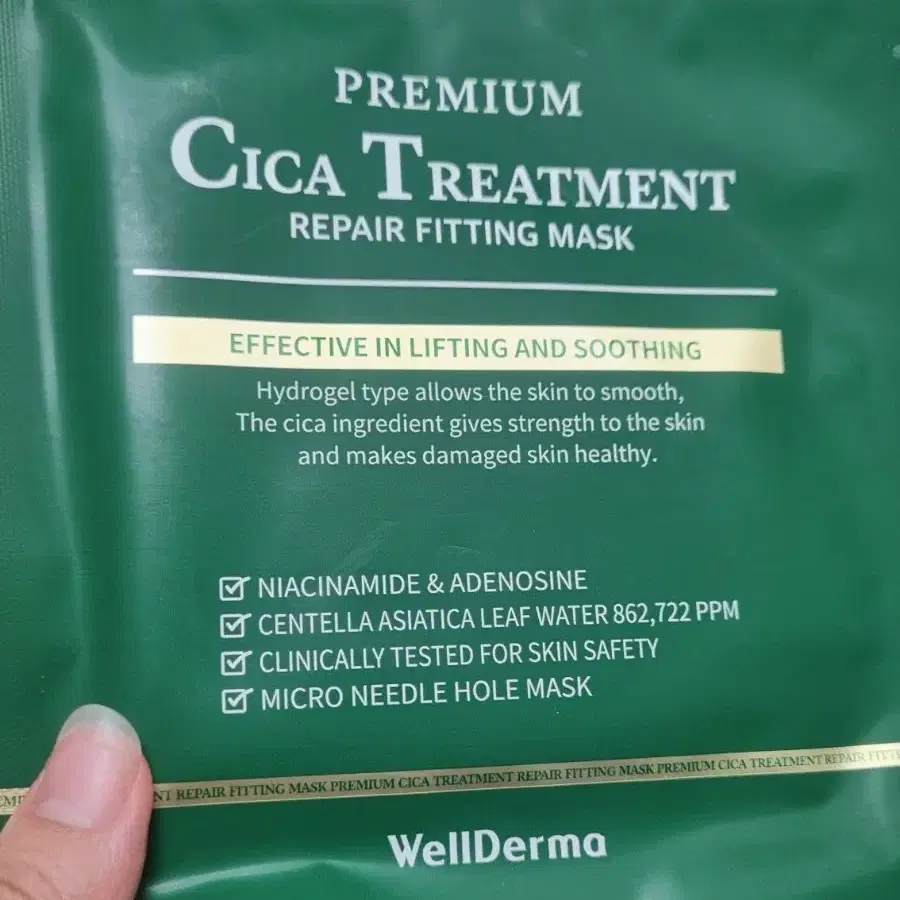 PREMIUM
CICA TREATMENT
REPAIR FITTING MASK
EFFECTIVE IN LIFTING AND SOOTHING
Hydrogel type allows the skin to smooth,
The cica ingredient gives strength to the skin
and makes damaged skin healthy.
NIACINAMIDE & ADENOSINE
CENTELLA ASIATICA LEAF WATER 862,722 PPM
CLINICALLY TESTED FOR SKIN SAFETY
MICRO NEEDLE HOLE MASK
NT REPAIR FITTING MASK PREMIUM CICA TREATMENT REPAIR FITTING MASK PREMIUM CICA TREATMENT REPAIR
WellDerma